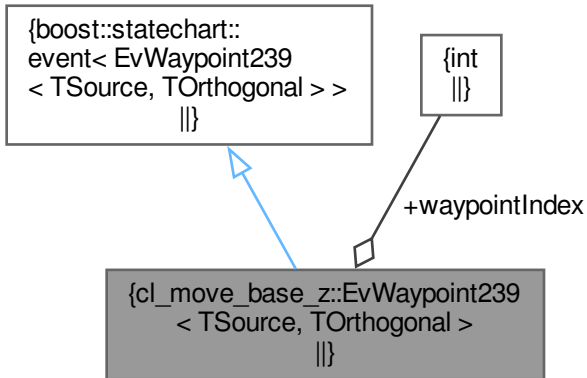 {boost::statechart::
event< EvWaypoint239
< TSource, TOrthogonal > >
||}
{int
||}
+waypointIndex
{cl_move_base_z::EvWaypoint239
< TSource, TOrthogonal >
||}